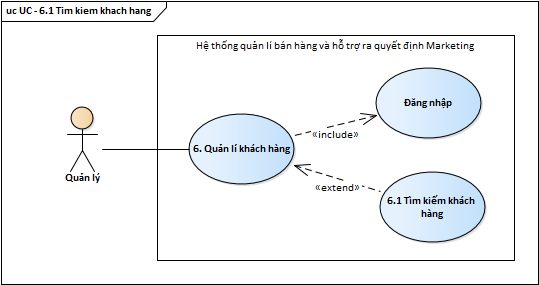 uc UC - 6.1 Tim kiem khach hang
Hệ thống quản lí bán hàng và hỗ trợ ra quyết định Marketing
Đăng nhập
6. Quản lí khách hàng
«include»
«extend»
Quản lý
6.1 Tìm kiếm khách
hàng